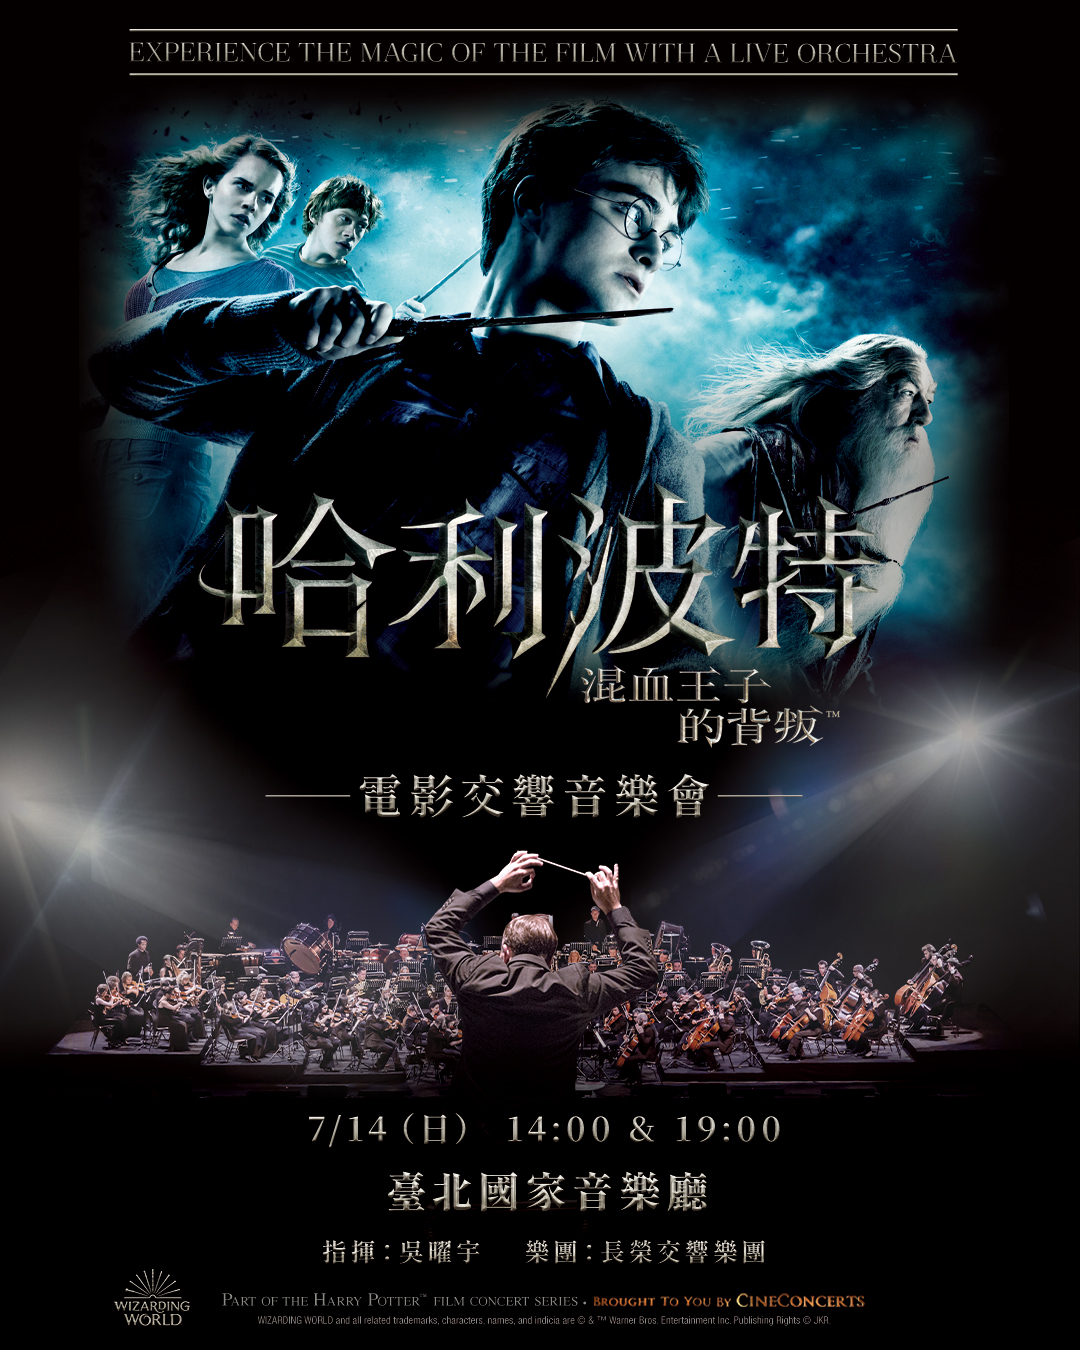 EXPERIENCE THE MAGIC OF THE FILM WITH A LIVE ORCHESTRA
哈利波特
混血王子
的背叛™
電影交響音樂會
7/14（日） 14:00 & 19:00
臺北國家音樂廳
指揮：吳曜宇 樂團：長榮交響樂團
WIZARDING
WORLD
PART OF THE HARRY POTTER™ FILM CONCERT SERIES • BROUGHT TO YOU BY CINECONCERTS
WIZARDING WORLD and all related trademarks, characters, names, and indicia are © & ™ Warner Bros. Entertainment Inc. Publishing Rights © JKR.